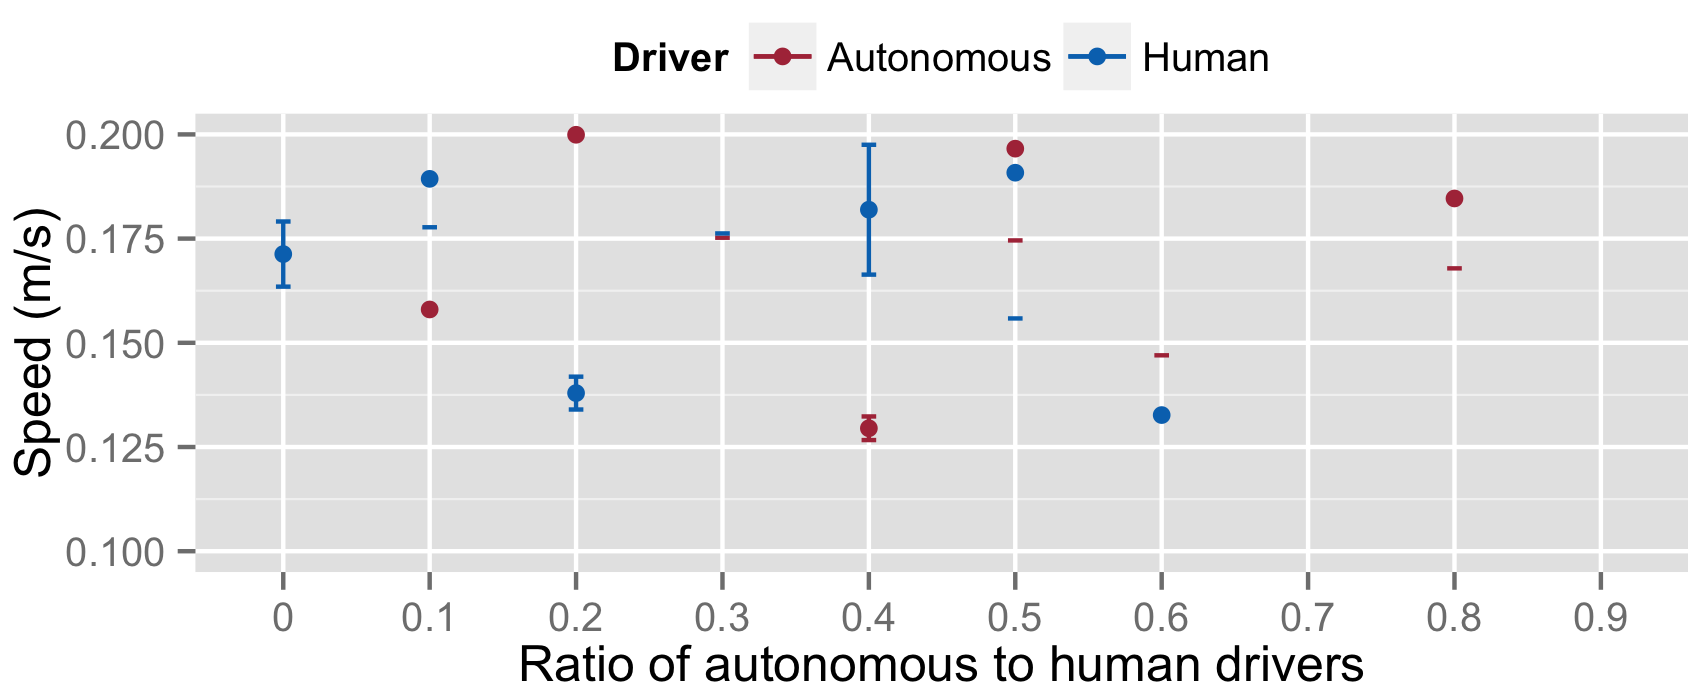 Driver Autonomous Human
Speed (m/s)
0.200
0.175
0.150
0.125
0.100
0 0.1 0.2 0.3 0.4 0.5 0.6 0.7 0.8 0.9
Ratio of autonomous to human drivers